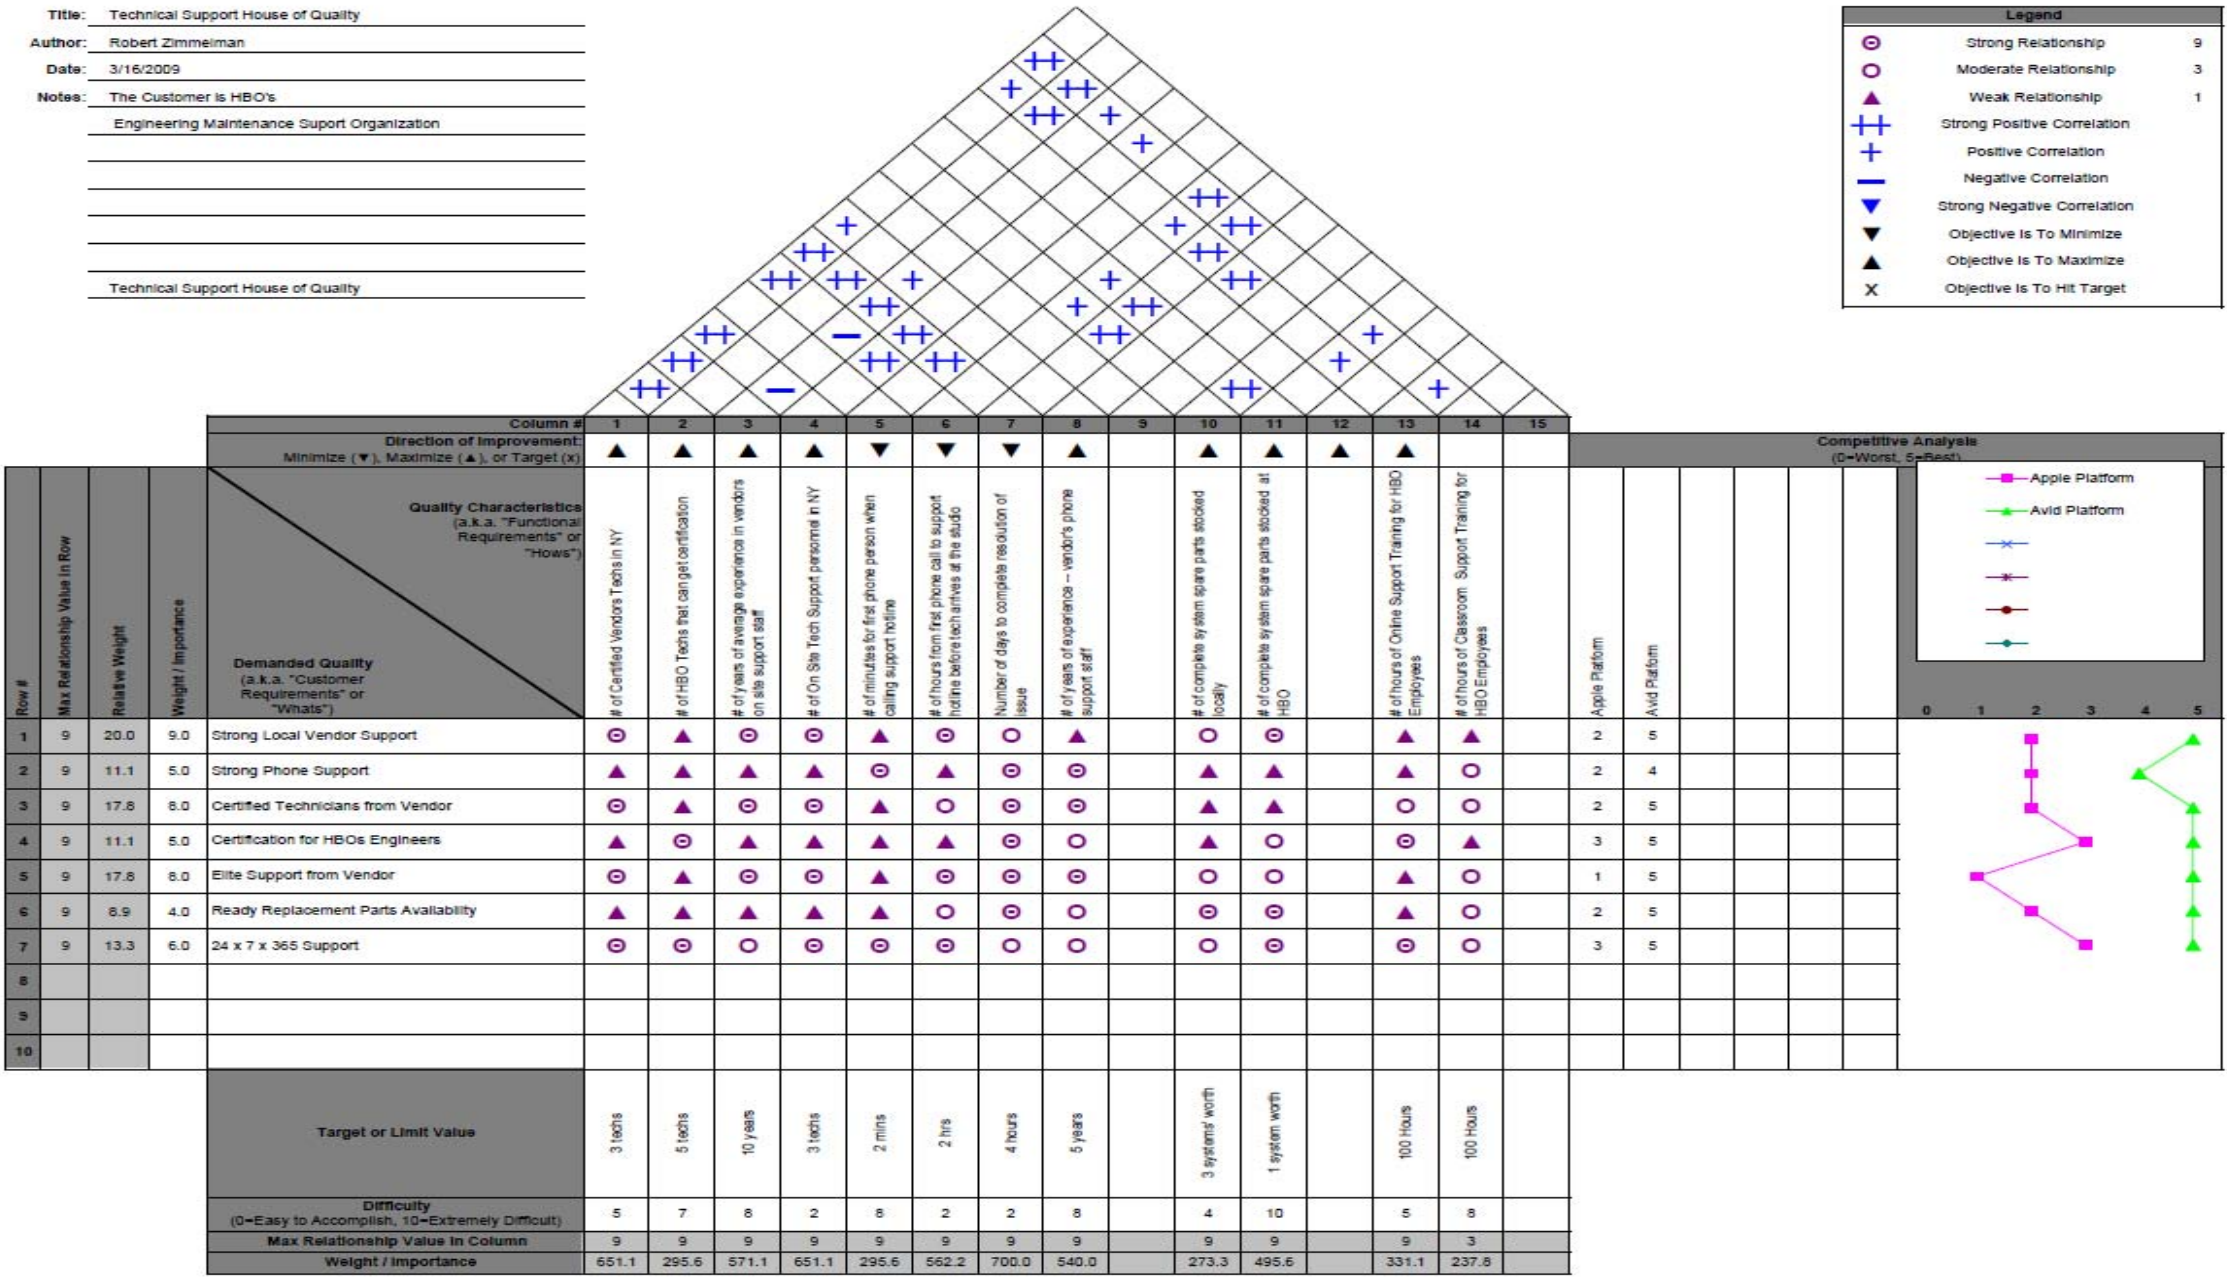 Title: Technical Support House of Quality
Author: Robert Zimmelman
Date: 3/16/2009
Notes: The Customer is HBO's
Engineering Maintenance Suport Organization
Technical Support House of Quality
Legend
Strong Relationship 9
Moderate Relationship 3
Weak Relationship 1
Strong Positive Correlation
Positive Correlation
Negative Correlation
Strong Negative Correlation
Objective Is To Minimize
Objective Is To Maximize
X Objective Is To Hit Target
Column # 1 2 3 4 5 6 7 8 9 10 11 12 13 14 15
Direction of Improvement:
Minimize (▼), Maximize (▲), or Target (x)
Competitive Analysis
(0=Worst, 5=Best)
Apple Platform
Avid Platform
0 1 2 3 4 5
Row #
Max Relationship Value in Row
Relative Weight
Weight / Importance
Quality Characteristics
(a.k.a. "Functional
Requirements" or
"Hows")
Demanded Quality
(a.k.a. "Customer
Requirements" or
"Whats")
# of Certified Vendors Techs in NY
# of HBO Techs that can get certification
# of years of average experience in vendors
on site support staff
# of On Site Tech Support personnel in NY
# of minutes for first phone person when
calling support hotline
# of hours from first phone call to support
hotline before tech arrives at the studio
Number of days to complete resolution of
issue
# of years of experience -- vendor's phone
support staff
# of complete system spare parts stocked
locally
# of complete system spare parts stocked at
HBO
# of hours of Online Support Training for HBO
Employees
# of hours of Classroom Support Training for
HBO Employees
Apple Platform
Avid Platform
1 9 20.0 9.0 Strong Local Vendor Support 2 5
2 9 11.1 5.0 Strong Phone Support 2 4
3 9 17.8 8.0 Certified Technicians from Vendor 2 5
4 9 11.1 5.0 Certification for HBOs Engineers 3 5
5 9 17.8 8.0 Elite Support from Vendor 1 5
6 9 8.9 4.0 Ready Replacement Parts Availability 2 5
7 9 13.3 6.0 24 x 7 x 365 Support 3 5
8
9
10
Target or Limit Value
3 techs
5 techs
10 years
3 techs
2 mins
2 hrs
4 hours
5 years
3 systems' worth
1 system worth
100 Hours
100 Hours
Difficulty
(0=Easy to Accomplish, 10=Extremely Difficult)
5 7 8 2 8 2 2 8 4 10 5 8
Max Relationship Value in Column 9 9 9 9 9 9 9 9 9 9 9 3
Weight / Importance 651.1 295.6 571.1 651.1 295.6 562.2 700.0 540.0 273.3 495.6 331.1 237.8